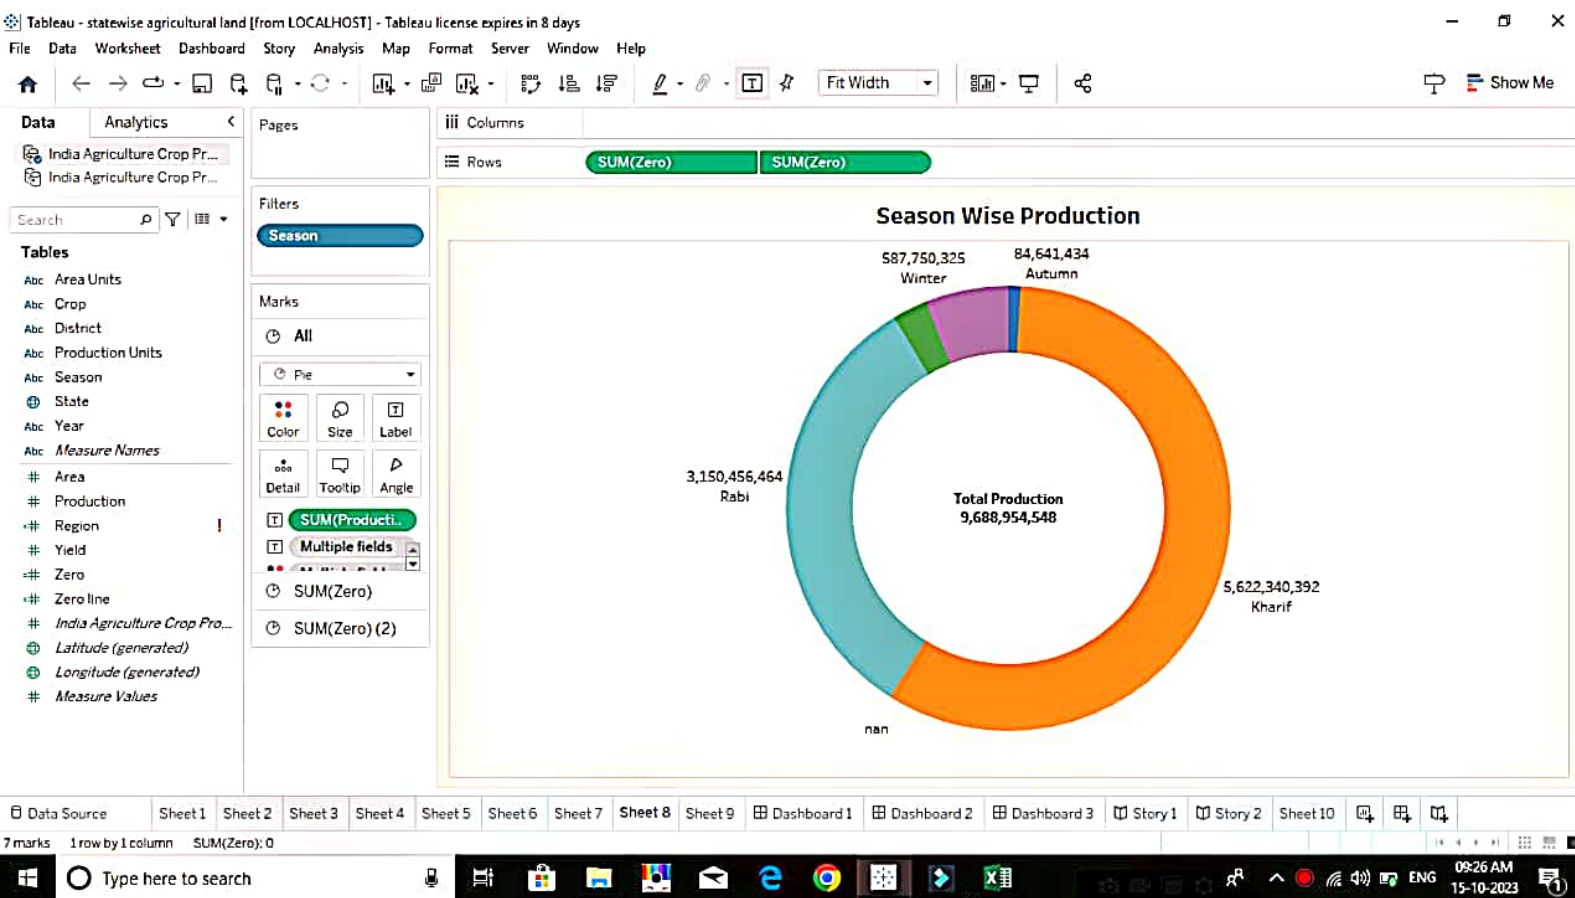 Tableau - statewise agricultural land [from LOCALHOST] - Tableau license expires in 8 days
File Data Worksheet Dashboard Story Analysis Map Format Server Window Help
Fit Width
Show Me
Data Analytics
India Agriculture Crop Pr...
India Agriculture Crop Pr...
Search
Tables
Abc Area Units
Abc Crop
Abc District
Abc Production Units
Abc Season
State
Abc Year
Abc Measure Names
# Area
# Production
# Region !
# Yield
=# Zero
# Zero line
# India Agriculture Crop Pro...
Latitude (generated)
Longitude (generated)
# Measure Values
Pages
Filters
Season
Marks
All
Pie
Color Size Label
Detail Tooltip Angle
SUM(Producti..
Multiple fields
SUM(Zero)
SUM(Zero) (2)
iii Columns
Rows SUM(Zero) SUM(Zero)
Season Wise Production
587,750,325
Winter
84,641,434
Autumn
3,150,456,464
Rabi
Total Production
9,688,954,548
5,622,340,392
Kharif
nan
Data Source Sheet 1 Sheet 2 Sheet 3 Sheet 4 Sheet 5 Sheet 6 Sheet 7 Sheet 8 Sheet 9 Dashboard 1 Dashboard 2 Dashboard 3 Story 1 Story 2 Sheet 10
7 marks 1 row by 1 column SUM(Zero): 0
Type here to search
ENG
09:26 AM
15-10-2023